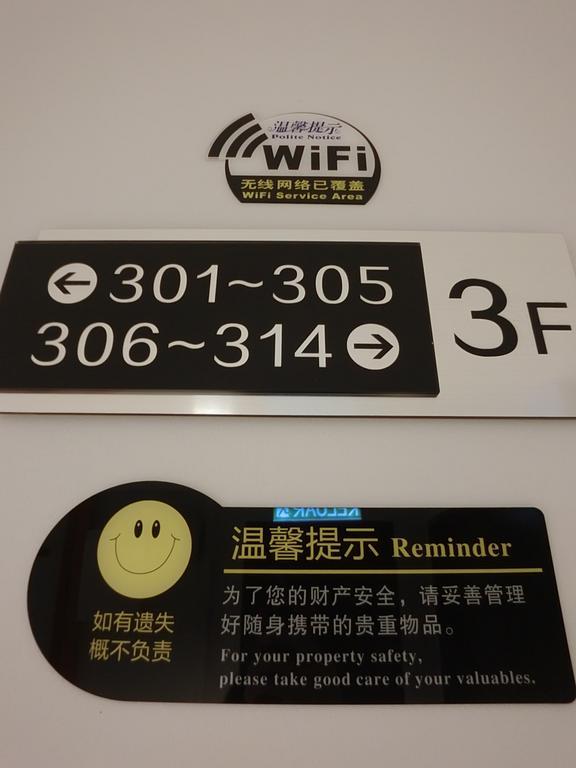 温馨提示
Polite Notice
WiFi
无线网络已覆盖
WiFi Service Area
301~305
306~314
3F
温馨提示 Reminder
为了您的财产安全，请妥善管理
好随身携带的贵重物品。
For your property safety,
please take good care of your valuables.
如有遗失
概不负责